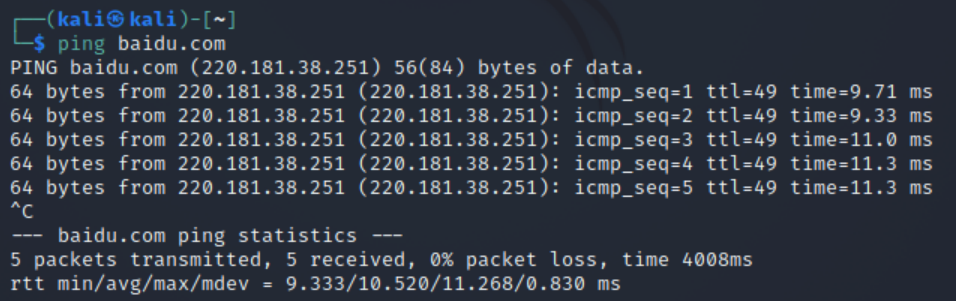 ┌──(kali㉿kali)-[~]
└─$ ping baidu.com
PING baidu.com (220.181.38.251) 56(84) bytes of data.
64 bytes from 220.181.38.251 (220.181.38.251): icmp_seq=1 ttl=49 time=9.71 ms
64 bytes from 220.181.38.251 (220.181.38.251): icmp_seq=2 ttl=49 time=9.33 ms
64 bytes from 220.181.38.251 (220.181.38.251): icmp_seq=3 ttl=49 time=11.0 ms
64 bytes from 220.181.38.251 (220.181.38.251): icmp_seq=4 ttl=49 time=11.3 ms
64 bytes from 220.181.38.251 (220.181.38.251): icmp_seq=5 ttl=49 time=11.3 ms
^C
--- baidu.com ping statistics ---
5 packets transmitted, 5 received, 0% packet loss, time 4008ms
rtt min/avg/max/mdev = 9.333/10.520/11.268/0.830 ms